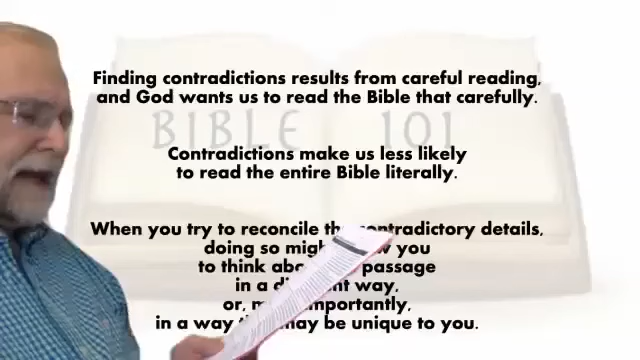 Finding contradictions results from careful reading,
and God wants us to read the Bible that carefully.
BIBLE 101
Contradictions make us less likely
to read the entire Bible literally.
When you try to reconcile the contradictory details,
doing so you
to think passage
in a way,
or, importantly,
in a way may be unique to you.